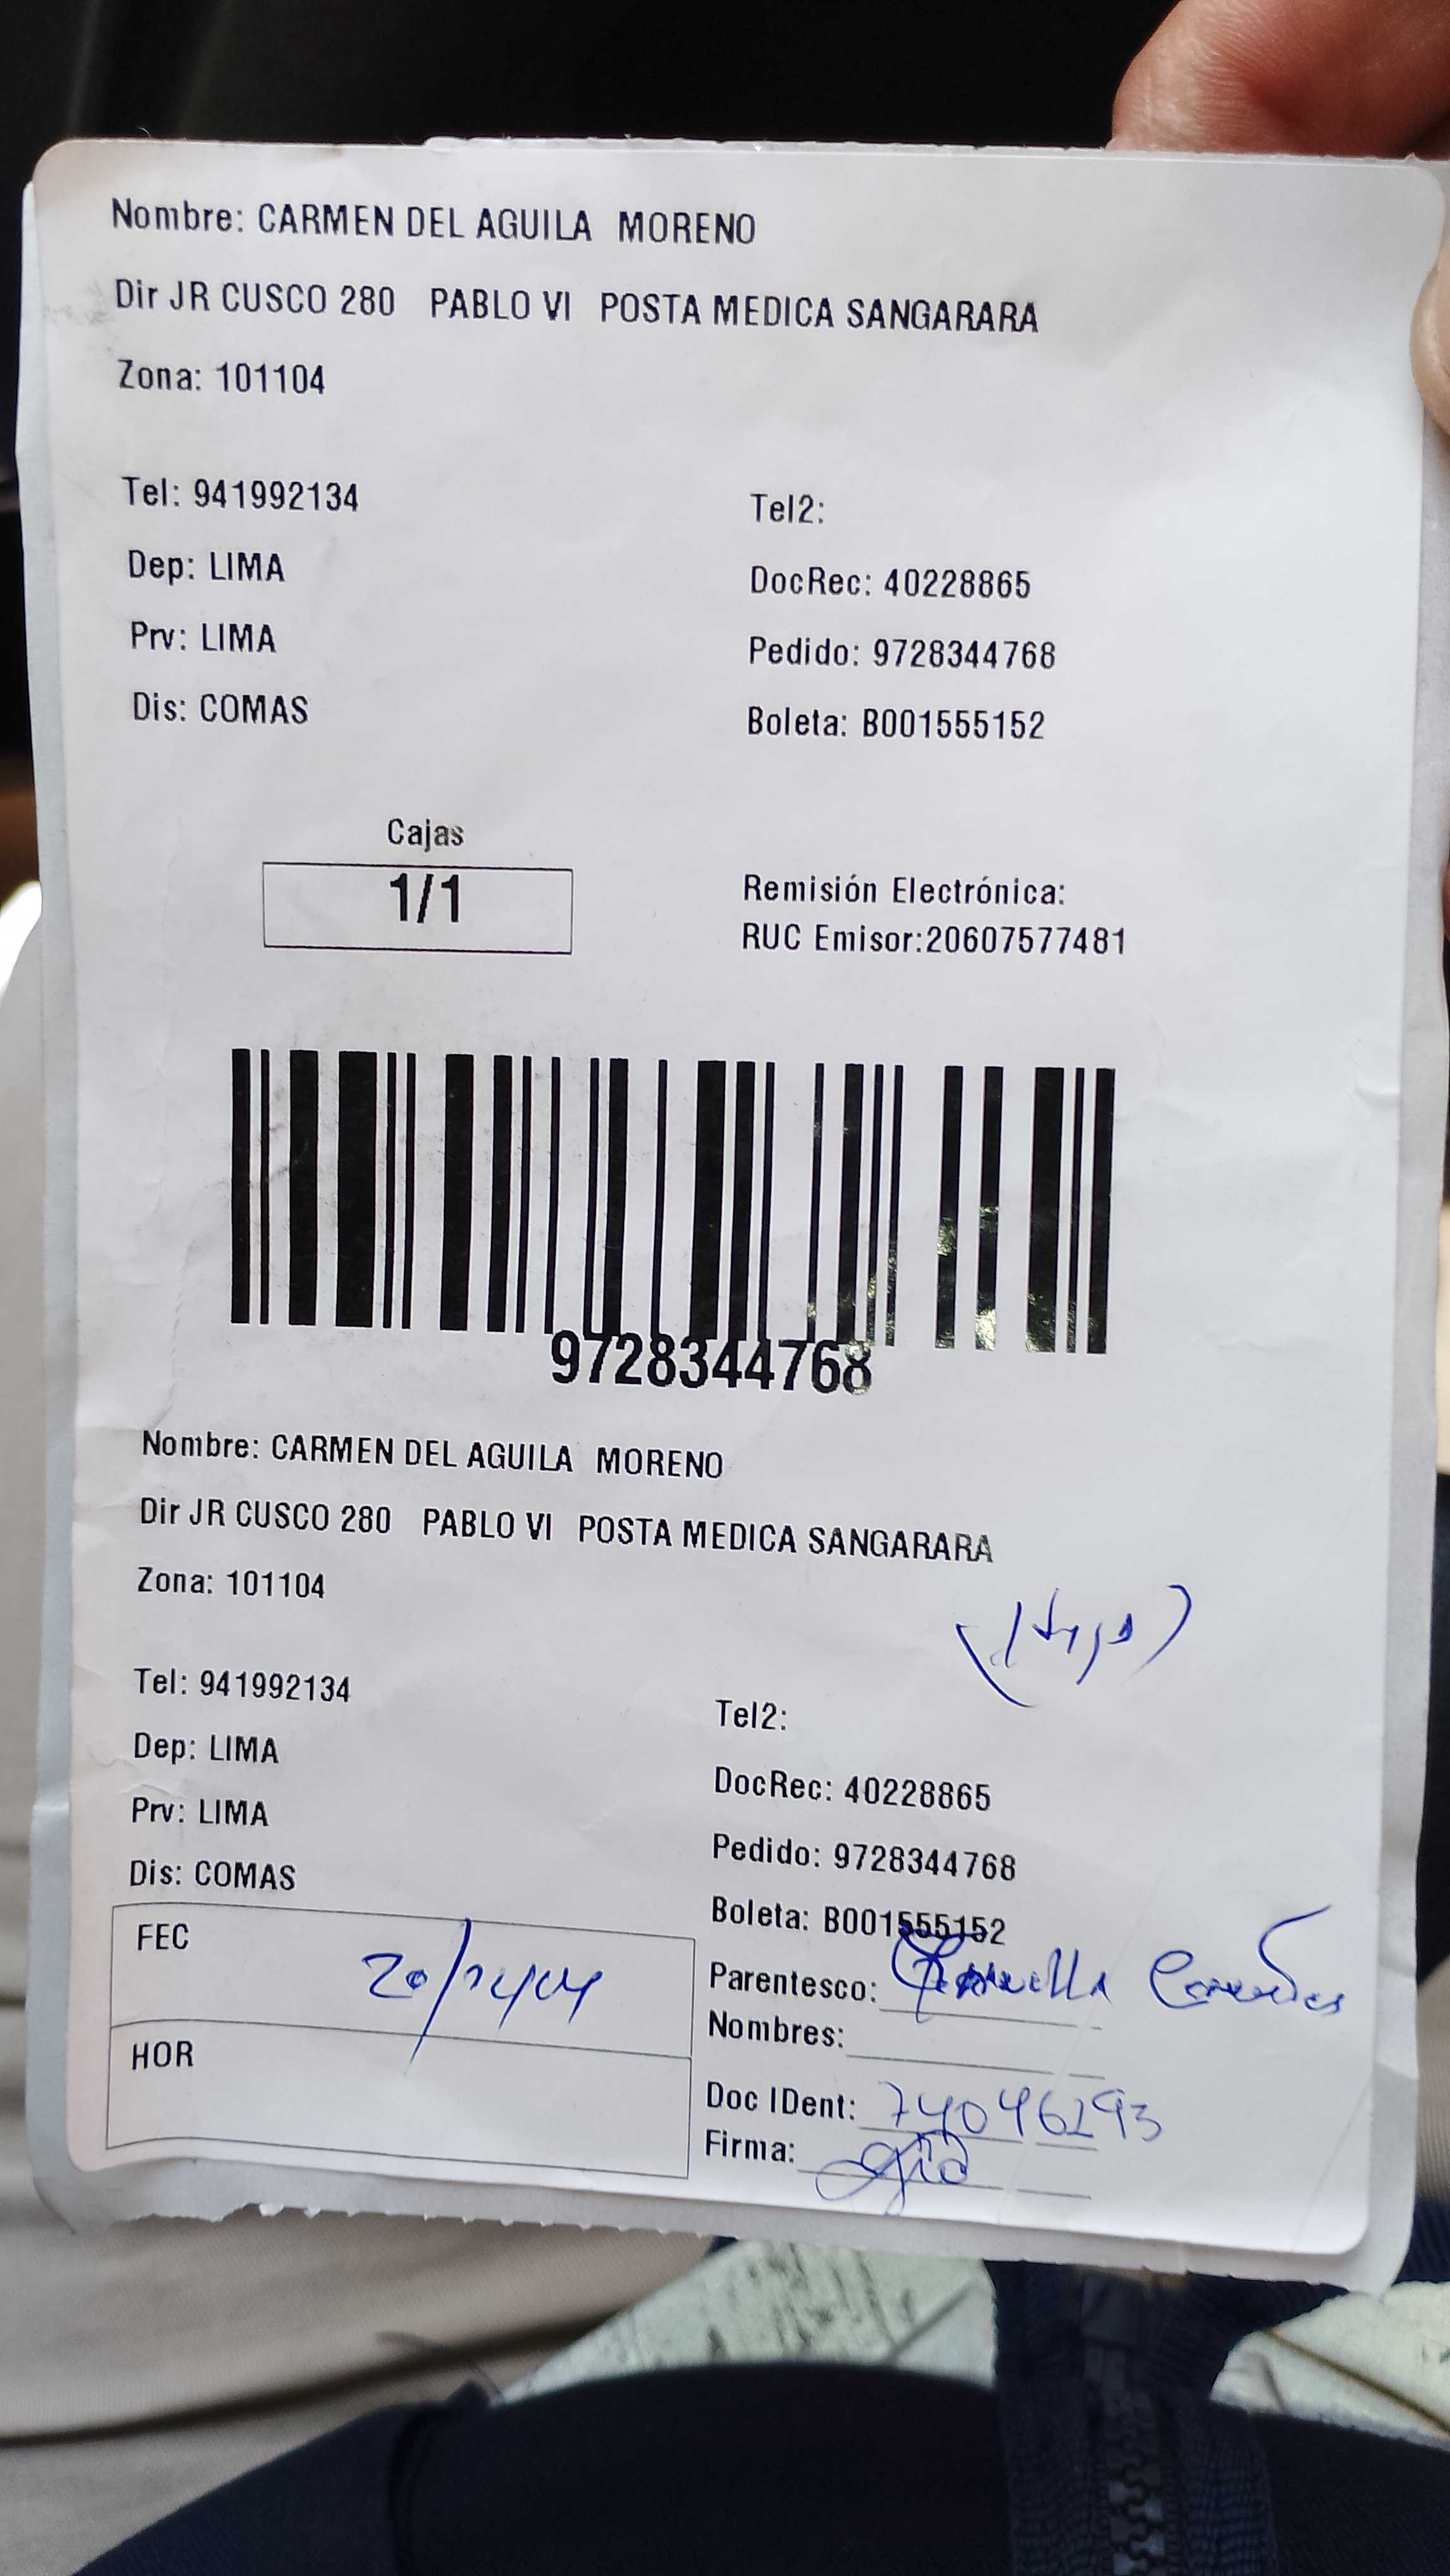 Nombre: CARMEN DEL AGUILA MORENO
Dir JR CUSCO 280 PABLO VI POSTA MEDICA SANGARARA
Zona: 101104
Tel: 941992134 Tel2:
Dep: LIMA DocRec: 40228865
Prv: LIMA Pedido: 9728344768
Dis: COMAS Boleta: B001555152
Cajas
1/1
Remisión Electrónica:
RUC Emisor:20607577481
9728344768
Nombre: CARMEN DEL AGUILA MORENO
Dir JR CUSCO 280 PABLO VI POSTA MEDICA SANGARARA
Zona: 101104
Tel: 941992134 Tel2:
Dep: LIMA DocRec: 40228865
Prv: LIMA Pedido: 9728344768
Dis: COMAS Boleta: B001555152
FEC
Parentesco:
HOR Nombres:
Doc IDent: 74046293
Firma: